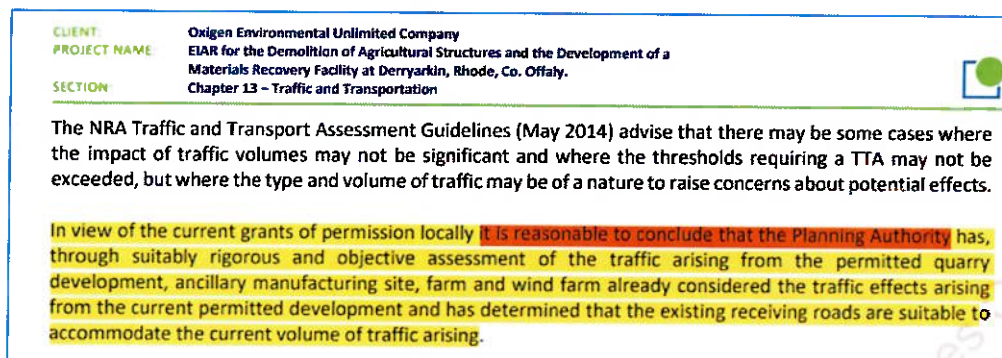 CLIENT: Oxigen Environmental Unlimited Company
PROJECT NAME: EIAR for the Demolition of Agricultural Structures and the Development of a
Materials Recovery Facility at Derryarkin, Rhode, Co. Offaly.
SECTION: Chapter 13 – Traffic and Transportation
The NRA Traffic and Transport Assessment Guidelines (May 2014) advise that there may be some cases where
the impact of traffic volumes may not be significant and where the thresholds requiring a TTA may not be
exceeded, but where the type and volume of traffic may be of a nature to raise concerns about potential effects.
In view of the current grants of permission locally it is reasonable to conclude that the Planning Authority has,
through suitably rigorous and objective assessment of the traffic arising from the permitted quarry
development, ancillary manufacturing site, farm and wind farm already considered the traffic effects arising
from the current permitted development and has determined that the existing receiving roads are suitable to
accommodate the current volume of traffic arising.